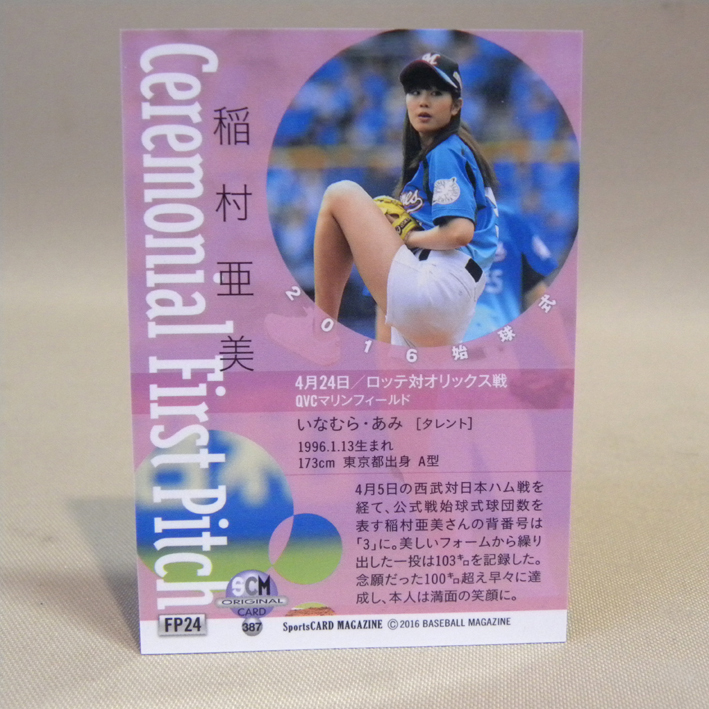 Ceremonial First Pitch
稲村亜美
2016始球式
4月24日／ロッテ対オリックス戦
QVCマリンフィールド
いなむら・あみ ［タレント］
1996.1.13生まれ
173cm 東京都出身 A型
4月5日の西武対日本ハム戦を
経て、公式戦始球式球団数を
表す稲村亜美さんの背番号は
「3」に。美しいフォームから繰り
出した一投は103㌔を記録した。
念願だった100㌔超え早々に達
成し、本人は満面の笑顔に。
FP24
SCM
ORIGINAL
CARD
387
SportsCARD MAGAZINE ©2016 BASEBALL MAGAZINE